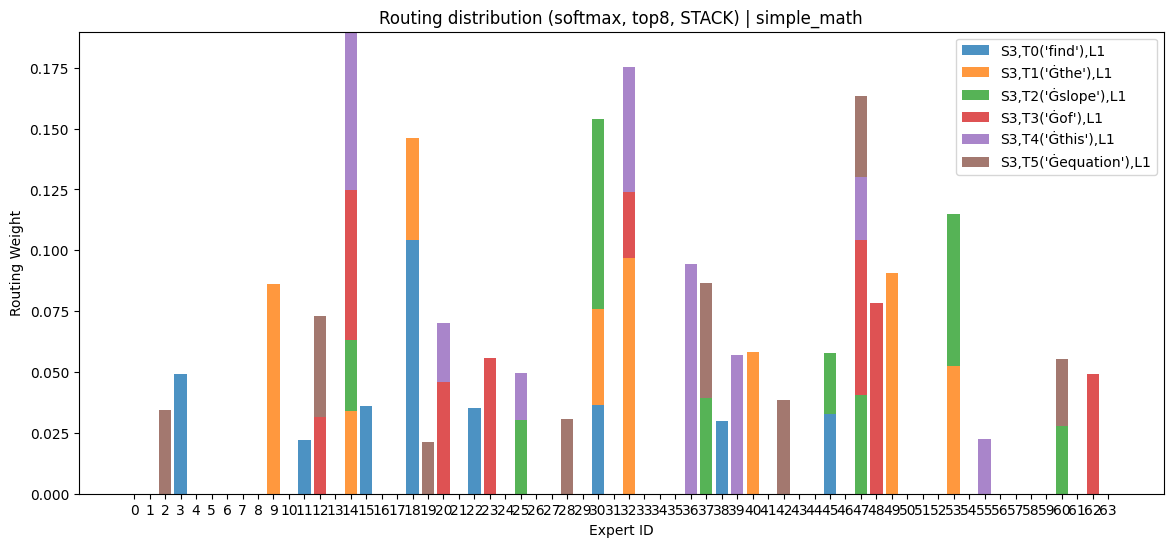 Routing distribution (softmax, top8, STACK) | simple_math
S3,T0('find'),L1
S3,T1('Ġthe'),L1
S3,T2('Ġslope'),L1
S3,T3('Ġof'),L1
S3,T4('Ġthis'),L1
S3,T5('Ġequation'),L1
Routing Weight
0.175
0.150
0.125
0.100
0.075
0.050
0.025
0.000
0 1 2 3 4 5 6 7 8 9 10 11 12 13 14 15 16 17 18 19 20 21 22 23 24 25 26 27 28 29 30 31 32 33 34 35 36 37 38 39 40 41 42 43 44 45 46 47 48 49 50 51 52 53 54 55 56 57 58 59 60 61 62 63
Expert ID